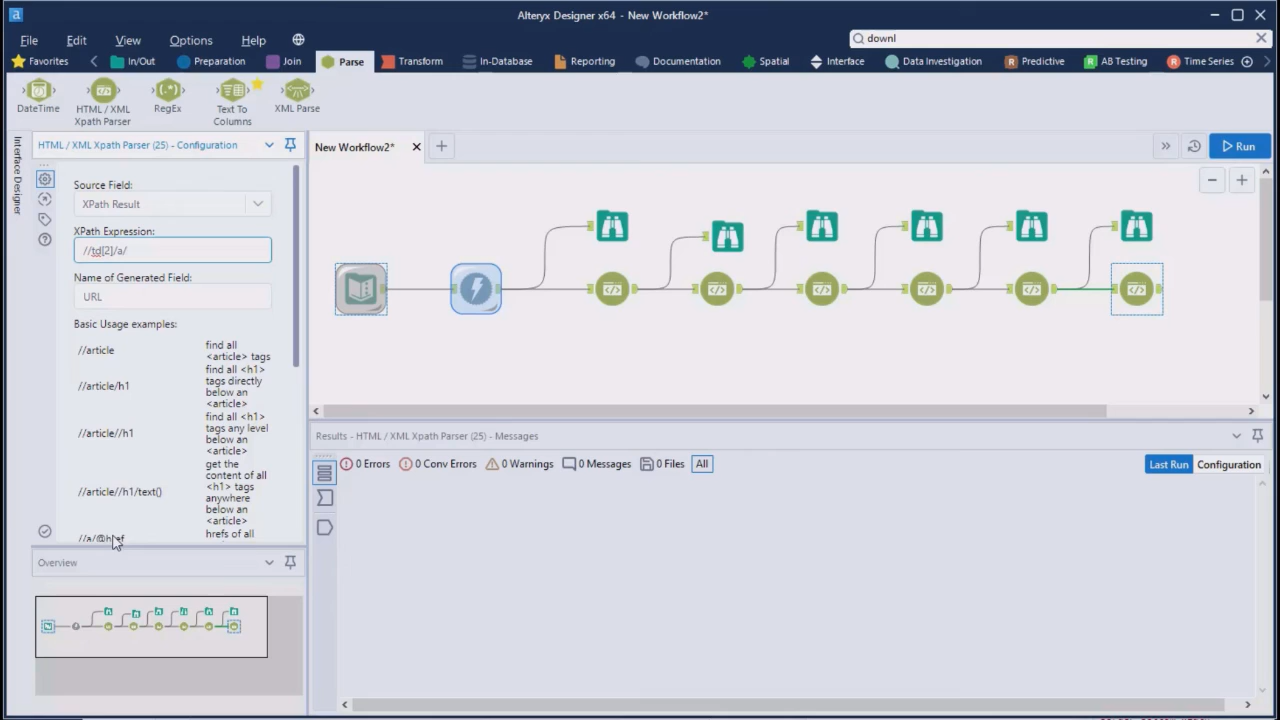 Alteryx Designer x64 - New Workflow2*
File Edit View Options Help
downl
Favorites In/Out Preparation Join Parse Transform In-Database Reporting Documentation Spatial Interface Data Investigation Predictive AB Testing Time Series
DateTime
HTML / XML
Xpath Parser
RegEx
Text To
Columns
XML Parse
Interface Designer
HTML / XML Xpath Parser (25) - Configuration
New Workflow2*
Run
Source Field:
XPath Result
XPath Expression:
//td[2]/a/
Name of Generated Field:
URL
Basic Usage examples:
//article
find all
<article> tags
//article/h1
find all <h1>
tags directly
below an
<article>
//article//h1
find all <h1>
tags any level
below an
<article>
//article//h1/text()
get the
content of all
<h1> tags
anywhere
below an
<article>
//a/@href
hrefs of all
Overview
Results - HTML / XML Xpath Parser (25) - Messages
0 Errors 0 Conv Errors 0 Warnings 0 Messages 0 Files All
Last Run Configuration